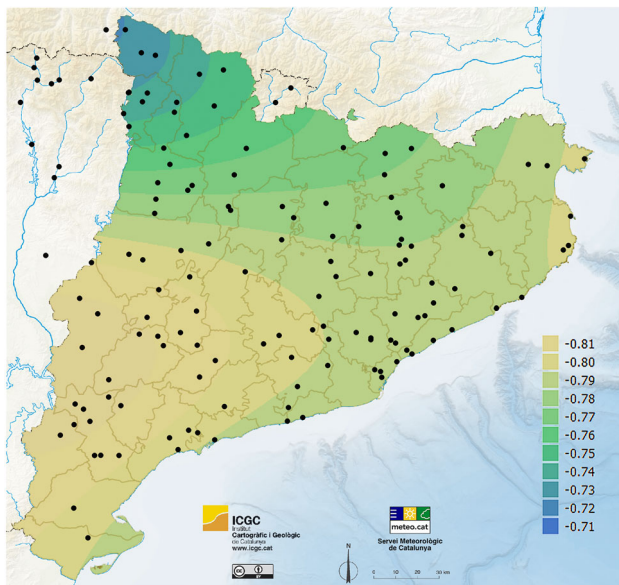 -0.81
-0.80
-0.79
-0.78
-0.77
-0.76
-0.75
-0.74
-0.73
-0.72
-0.71
ICGC
Institut
Cartogràfic i Geològic
de Catalunya
www.icgc.cat
cc
BY
meteo.cat
Servei Meteorològic
de Catalunya
N
0 10 20 30 km